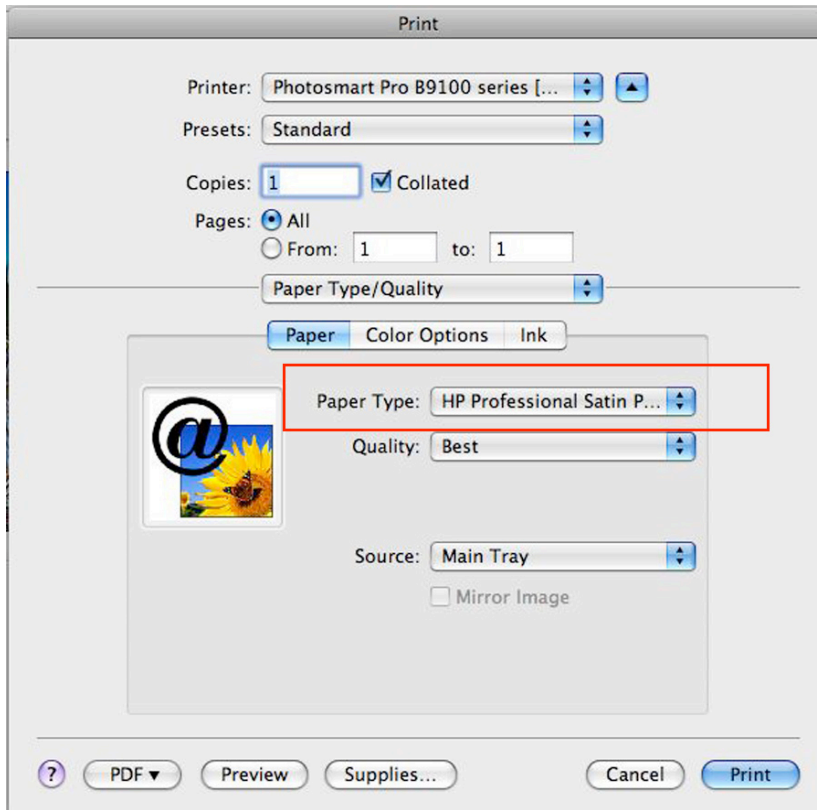 Print
Printer: Photosmart Pro B9100 series [...
Presets: Standard
Copies: 1 Collated
Pages: All
From: 1 to: 1
Paper Type/Quality
Paper Color Options Ink
Paper Type: HP Professional Satin P...
@
Quality: Best
Source: Main Tray
Mirror Image
? PDF Preview Supplies... Cancel Print